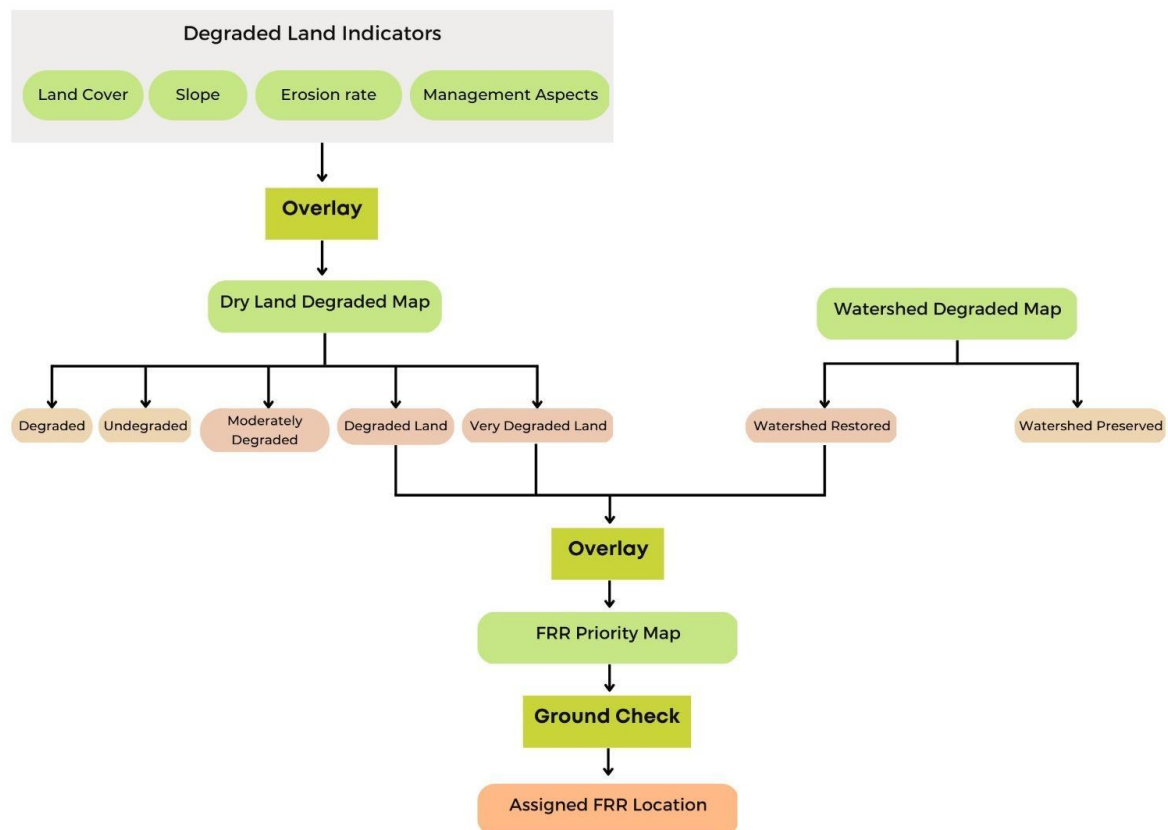 Degraded Land Indicators
Land Cover
Slope
Erosion rate
Management Aspects
Overlay
Dry Land Degraded Map
Watershed Degraded Map
Degraded
Undegraded
Moderately
Degraded
Degraded Land
Very Degraded Land
Watershed Restored
Watershed Preserved
Overlay
FRR Priority Map
Ground Check
Assigned FRR Location